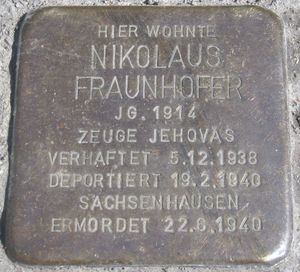 HIER WOHNTE
NIKOLAUS
FRAUNHOFER
JG. 1914
ZEUGE JEHOVAS
VERHAFTET 5.12.1938
DEPORTIERT 19.2.1940
SACHSENHAUSEN
ERMORDET 22.6.1940